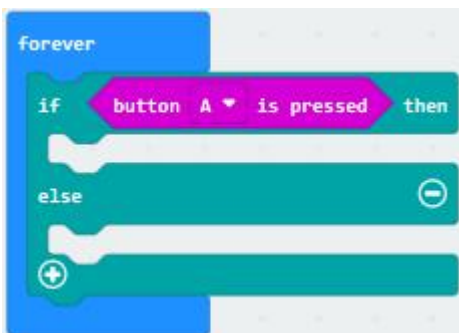 forever
if button A is pressed then
else